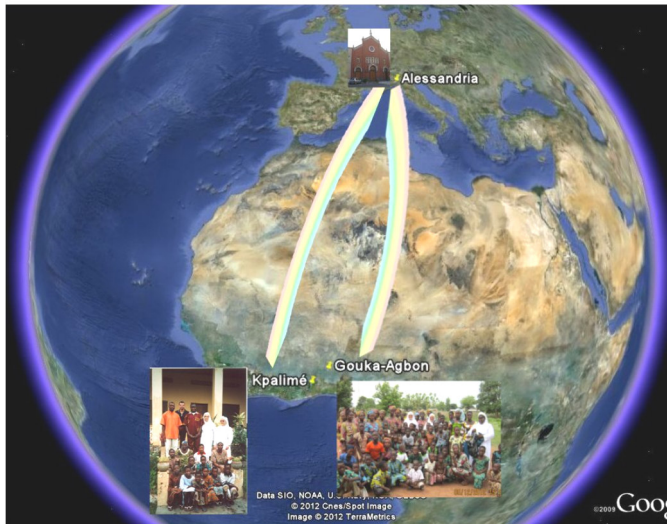 Alessandria
Gouka-Agbon
Kpalimé
Data SIO, NOAA, U.S.
© 2012 Cnes/Spot Image
Image © 2012 TerraMetrics
©2009 Goog